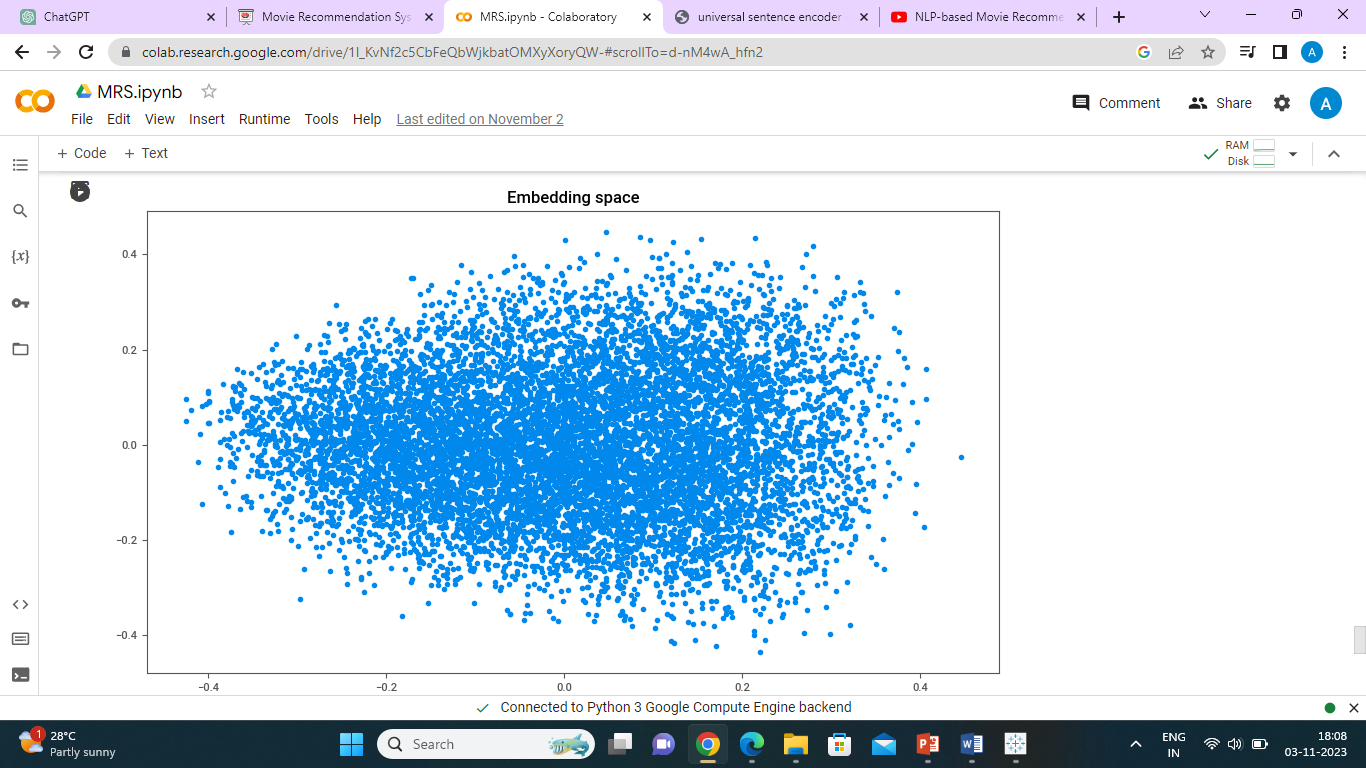 ChatGPT
Movie Recommendation Sys
MRS.ipynb - Colaboratory
universal sentence encoder
NLP-based Movie Recomme
colab.research.google.com/drive/1I_KvNf2c5CbFeQbWjkbatOMXyXoryQW-#scrollTo=d-nM4wA_hfn2
A
MRS.ipynb
Comment
Share
A
File Edit View Insert Runtime Tools Help Last edited on November 2
+ Code + Text
RAM
Disk
{x}
Embedding space
0.4
0.2
0.0
−0.2
−0.4
−0.4 −0.2 0.0 0.2 0.4
Connected to Python 3 Google Compute Engine backend
1
28°C
Partly sunny
Search
ENG
IN
18:08
03-11-2023